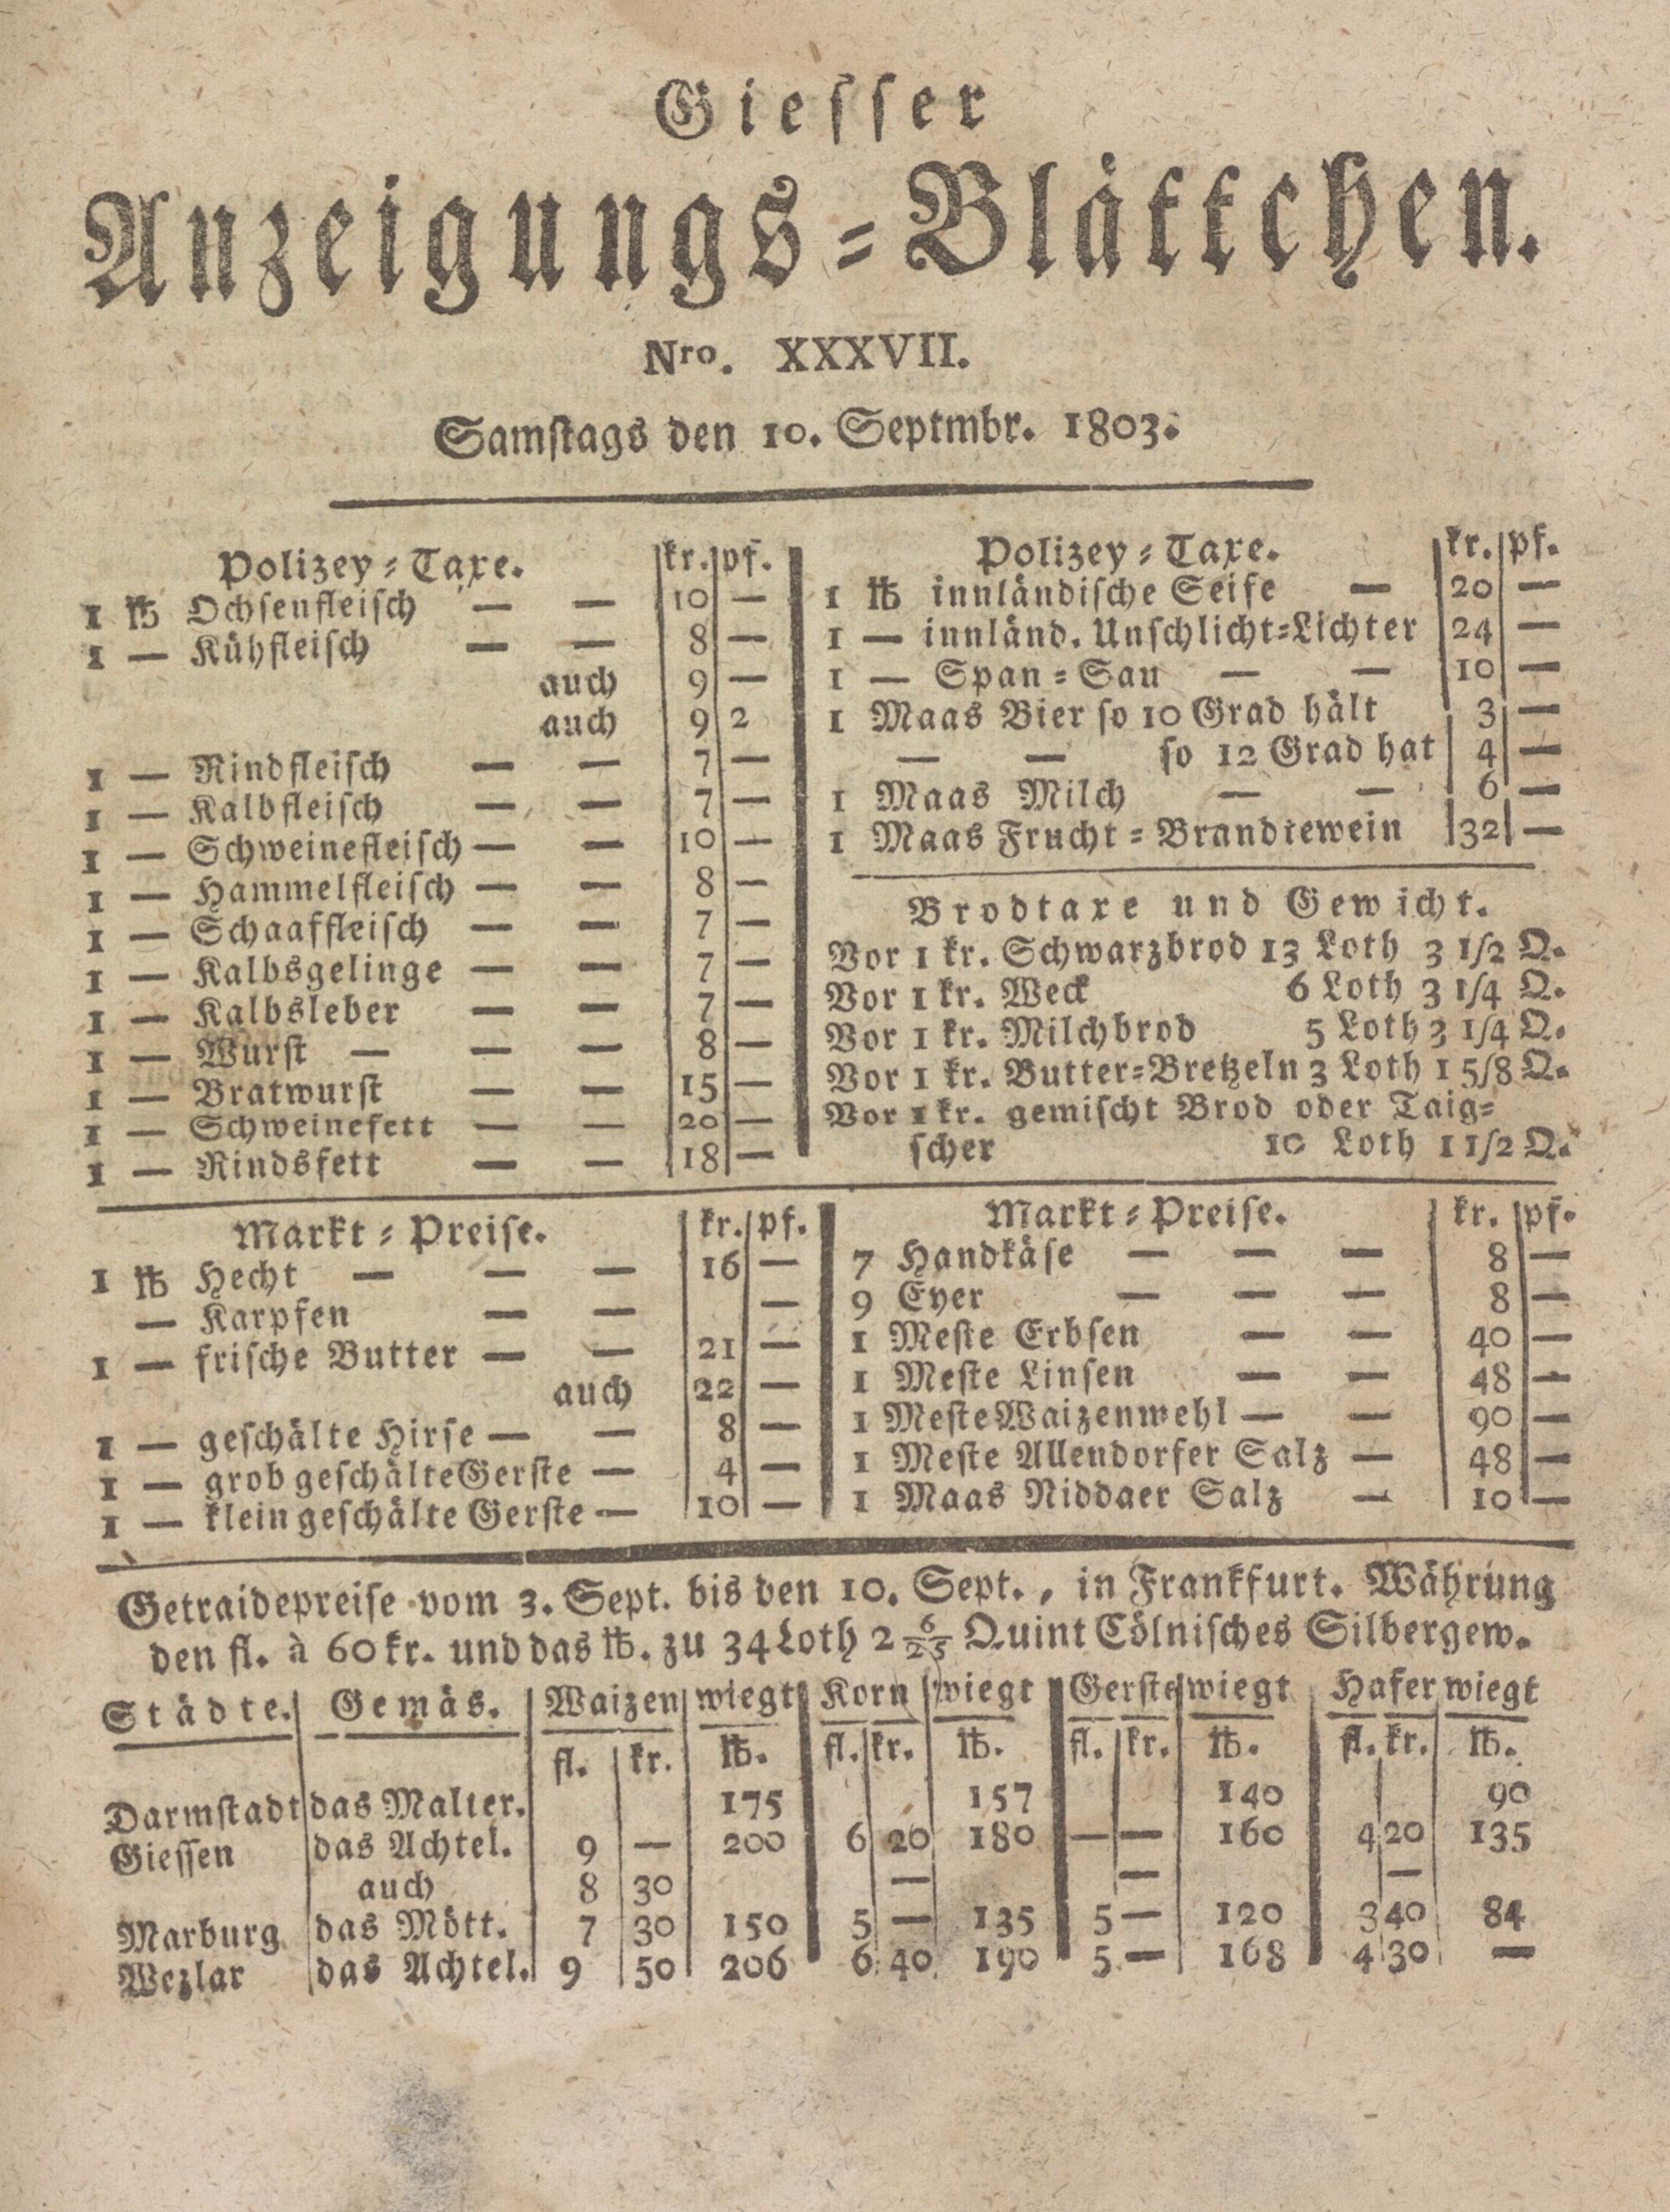 Giesser
Anzeigungs-Blättchen.
Nro. XXXVII.
Samstags den 10. Septmbr. 1803.
Polizey-Taxe. kr. pf.
1 ℔ Ochsenfleisch — — 10 —
1 — Kühfleisch — — 8 —
auch 9 —
auch 9 2
1 — Rindfleisch — — 7 —
1 — Kalbfleisch — — 7 —
1 — Schweinefleisch — — 10 —
1 — Hammelfleisch — — 8 —
1 — Schaaffleisch — — 7 —
1 — Kalbsgelinge — — 7 —
1 — Kalbsleber — — 7 —
1 — Wurst — — — 8 —
1 — Bratwurst — — 15 —
1 — Schweinefett — — 20 —
1 — Rindsfett — — 18 —
Polizey-Taxe. kr. pf.
1 ℔ innländische Seife — 20 —
1 — innländ. Unschlicht-Lichter 24 —
1 — Span-Sau — — 10 —
1 Maas Bier so 10 Grad hält 3 —
— — so 12 Grad hat 4 —
1 Maas Milch — — 6 —
1 Maas Frucht-Brandtewein 32 —
Brodtaxe und Gewicht.
Vor 1 kr. Schwarzbrod 13 Loth 3 1/2 Q.
Vor 1 kr. Weck 6 Loth 3 1/4 Q.
Vor 1 kr. Milchbrod 5 Loth 3 1/4 Q.
Vor 1 kr. Butter-Bretzeln 3 Loth 1 5/8 Q.
Vor 1 kr. gemischt Brod oder Taig-
scher 10 Loth 1 1/2 Q.
Markt-Preise. kr. pf.
1 ℔ Hecht — — — 16 —
— Karpfen — — —
1 — frische Butter — — 21 —
auch 22 —
1 — geschälte Hirse — — 8 —
1 — grob geschälte Gerste — 4 —
1 — klein geschälte Gerste — 10 —
Markt-Preise. kr. pf.
7 Handkäse — — — 8 —
9 Eyer — — — 8 —
1 Meste Erbsen — — 40 —
1 Meste Linsen — — 48 —
1 Meste Waizenwehl — — 90 —
1 Meste Allendorfer Salz — 48 —
1 Maas Niddaer Salz — 10 —
Getraidepreise vom 3. Sept. bis den 10. Sept., in Frankfurt. Währung
den fl. à 60 kr. und das ℔. zu 34 Loth 2 6/25 Quint Cölnisches Silbergew.
Städte. Gemäs. Waizen wiegt Korn wiegt Gerste wiegt Hafer wiegt
fl. kr. ℔. fl. kr. ℔. fl. kr. ℔. fl. kr. ℔.
Darmstadt das Malter. 175 157 140 90
Giessen das Achtel. 9 — 200 6 20 180 — — 160 4 20 135
auch 8 30 — — —
Marburg das Mött. 7 30 150 5 — 135 5 — 120 3 40 84
Wezlar das Achtel. 9 50 206 6 40 190 5 — 168 4 30 —